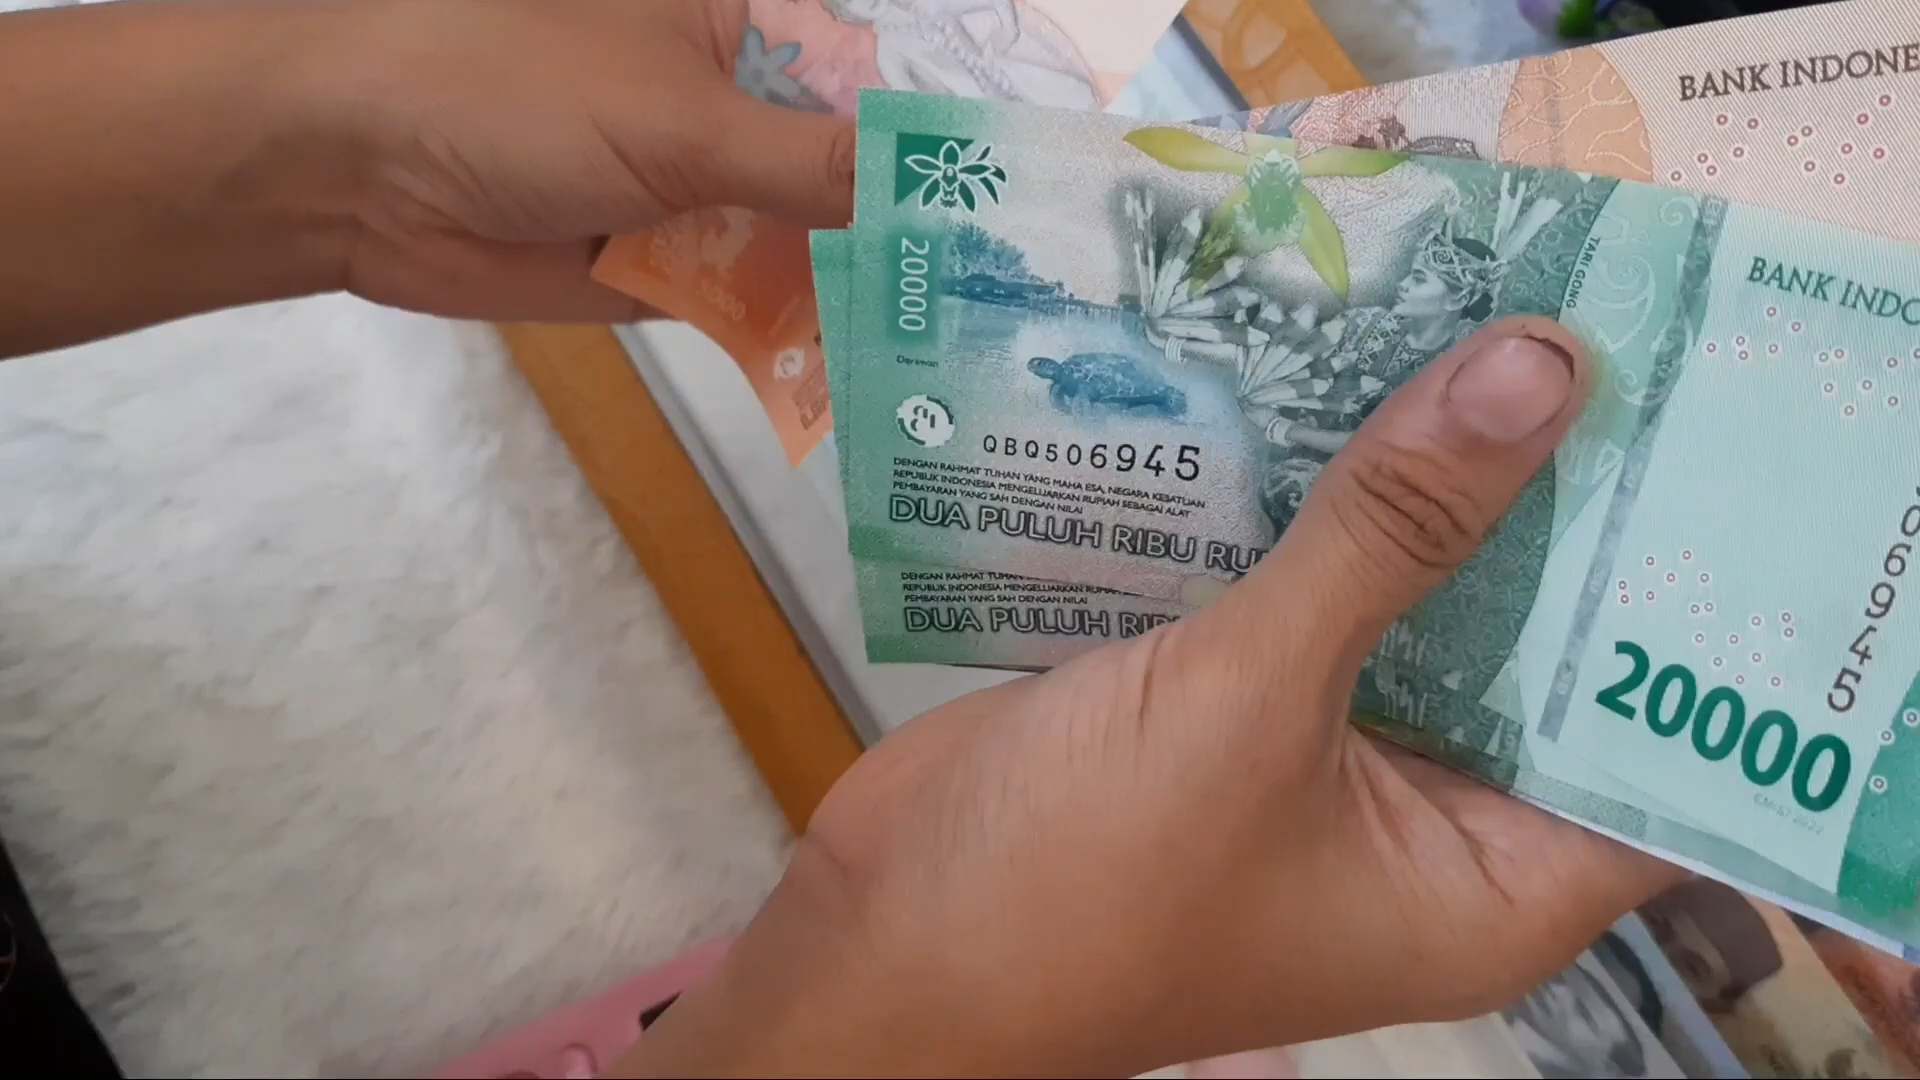 BANK INDONE
BANK INDO
20000
TARI GONG
Derawan
QBQ506945
DENGAN RAHMAT TUHAN YANG MAHA ESA, NEGARA KESATUAN
REPUBLIK INDONESIA MENGELUARKAN RUPIAH SEBAGAI ALAT
PEMBAYARAN YANG SAH DENGAN NILAI
DUA PULUH RIBU RU
DENGAN RAHMAT TUHAN
REPUBLIK INDONESIA MENGELUARKAN RUPIAH
PEMBAYARAN YANG SAH DENGAN NILAI
DUA PULUH RIB
06945
20000